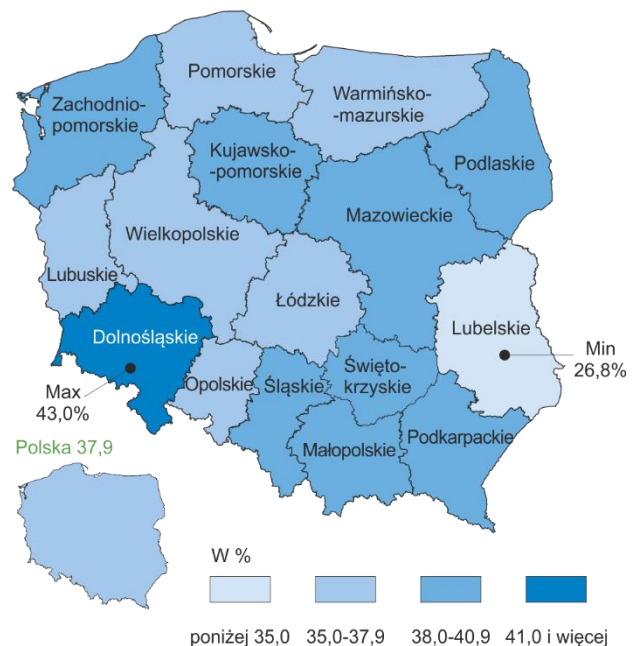 Pomorskie
Warmińsko-
-mazurskie
Zachodnio-
pomorskie
Kujawsko-
-pomorskie
Podlaskie
Mazowieckie
Wielkopolskie
Lubuskie
Łódzkie
Dolnośląskie
Lubelskie
Min
26,8%
Max
43,0%
Opolskie
Śląskie
Święto-
krzyskie
Małopolskie
Podkarpackie
Polska 37,9
W %
poniżej 35,0
35,0-37,9
38,0-40,9
41,0 i więcej